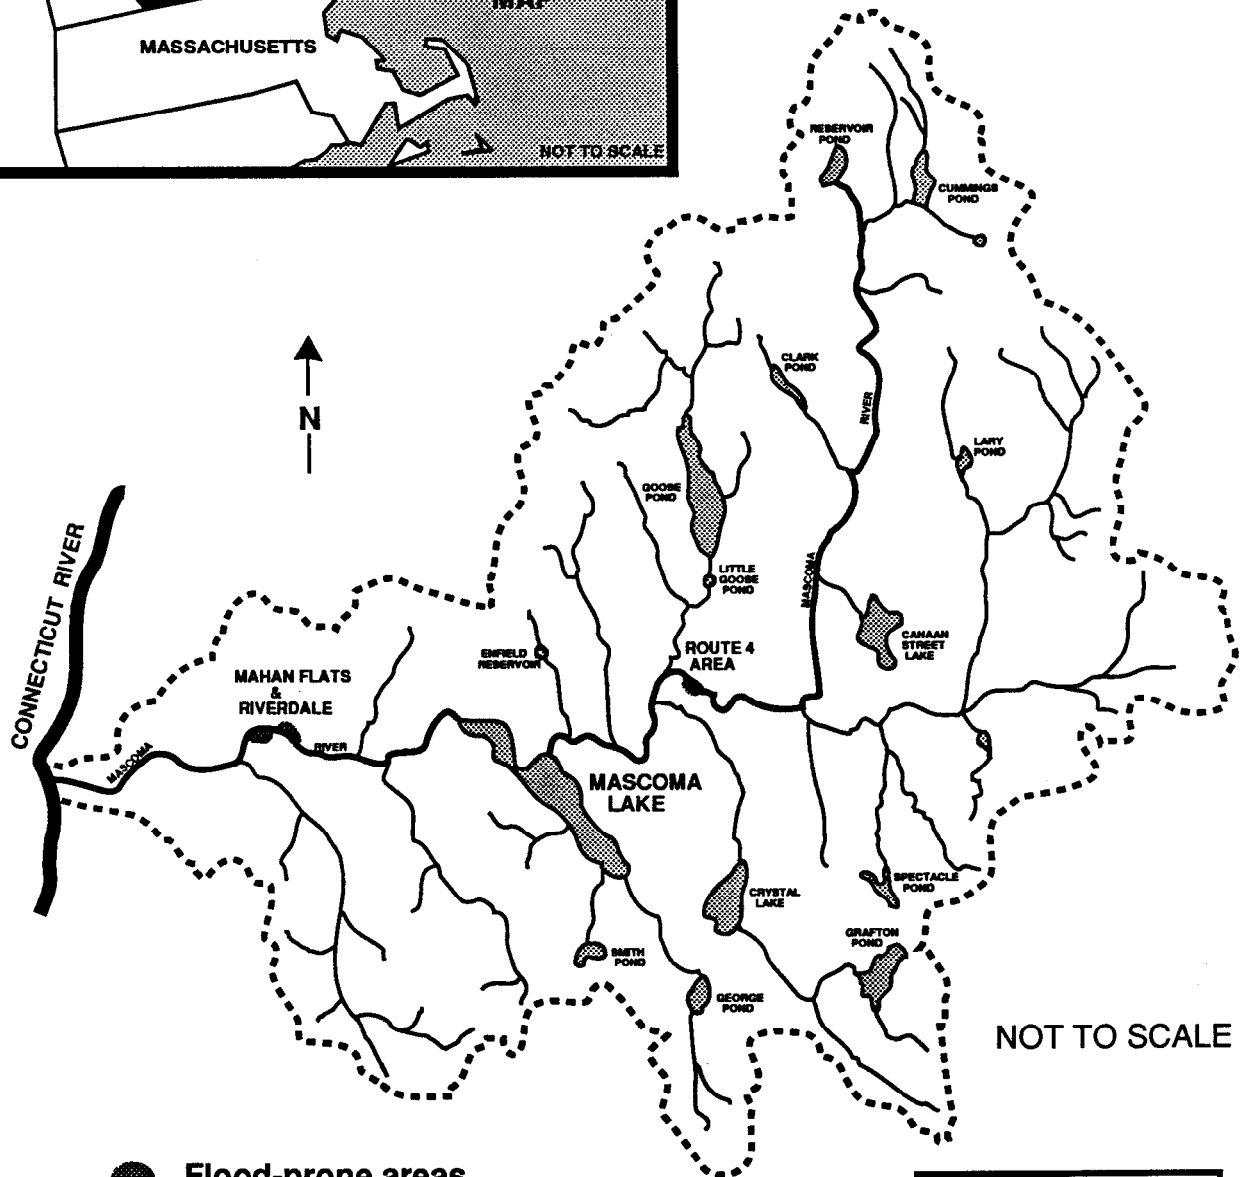 MAP
MASSACHUSETTS
NOT TO SCALE
RESERVOIR
POND
CUMMINGS
POND
N
CLARK
POND
RIVER
LARY
POND
GOOSE
POND
LITTLE
GOOSE
POND
MASCOMA
CONNECTICUT RIVER
CANAAN
STREET
LAKE
ENFIELD
RESERVOIR
ROUTE 4
AREA
MAHAN FLATS
&
RIVERDALE
MASCOMA
RIVER
MASCOMA
LAKE
SPECTACLE
POND
CRYSTAL
LAKE
GRAFTON
POND
SMITH
POND
GEORGE
POND
NOT TO SCALE
Flood-prone areas